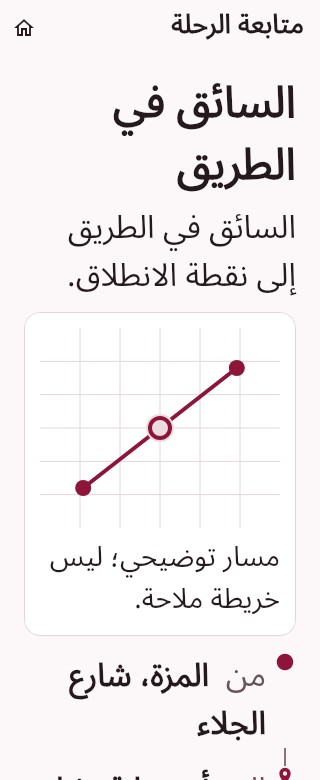 متابعة الرحلة
السائق في
الطريق
السائق في الطريق
إلى نقطة الانطلاق.
مسار توضيحي؛ ليس
خريطة ملاحة.
من المزة، شارع
الجلاء